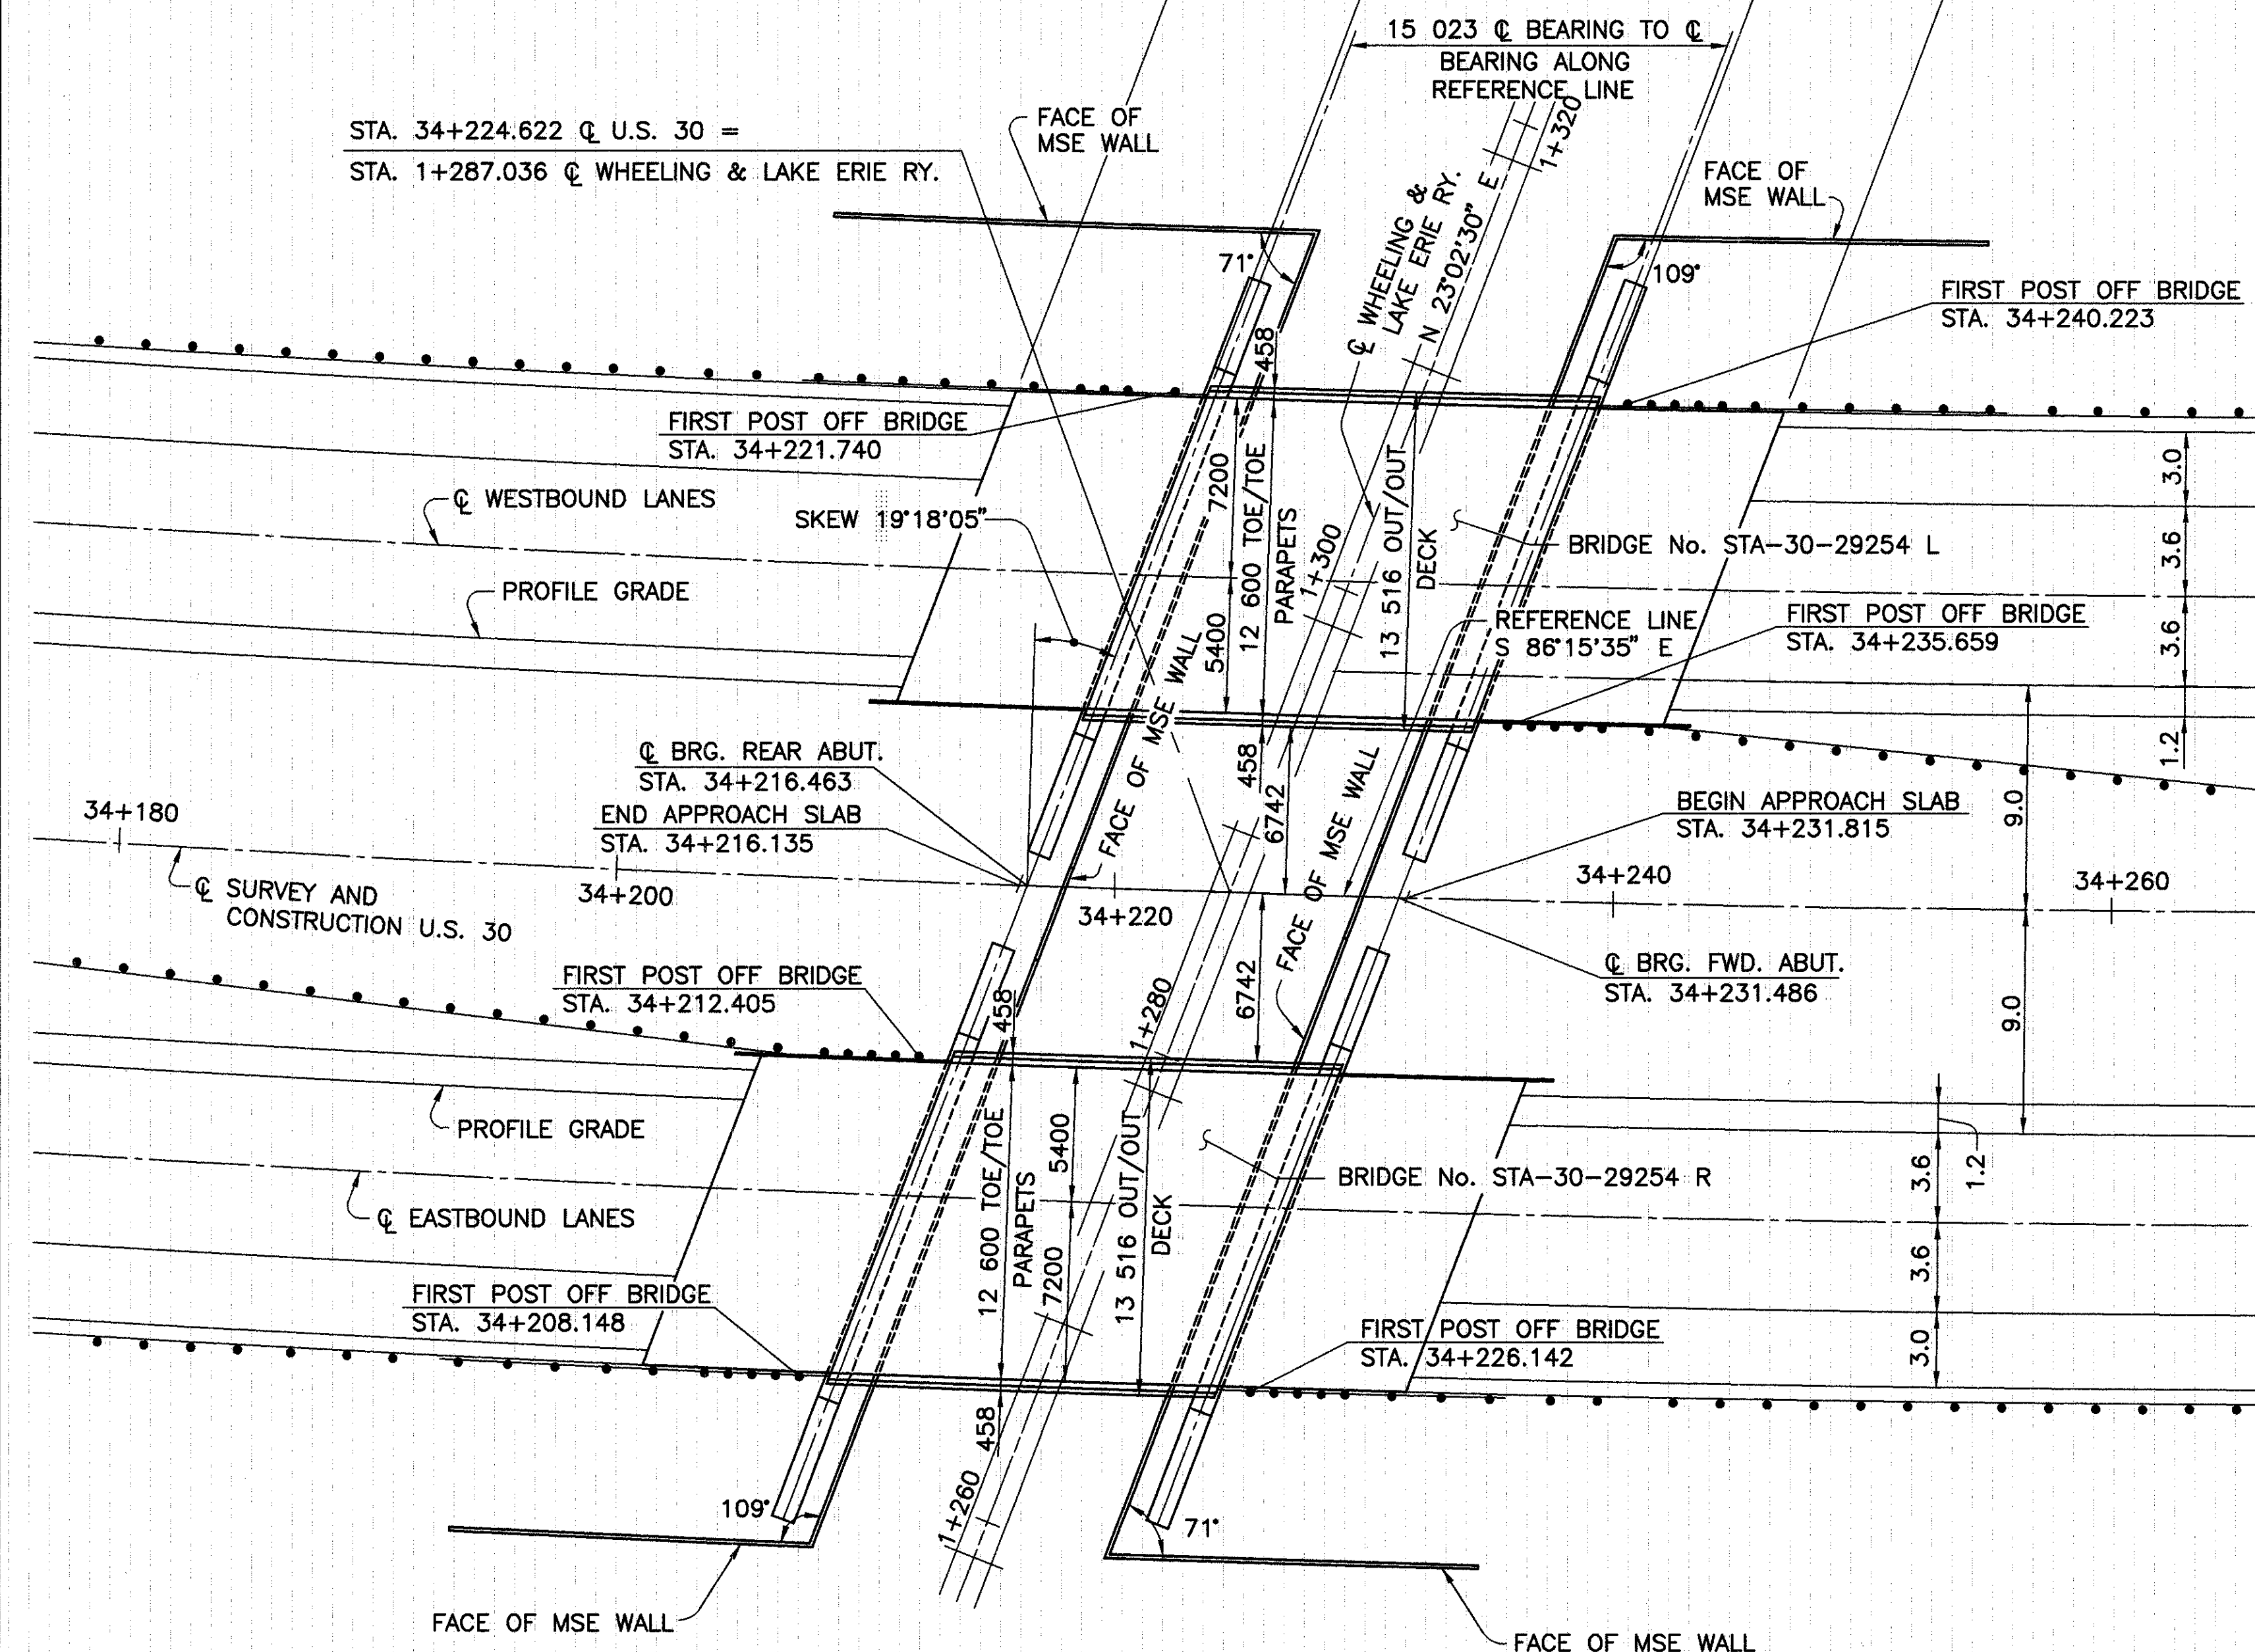 15 023 ℄ BEARING TO ℄
BEARING ALONG
REFERENCE LINE
STA. 34+224.622 ℄ U.S. 30 =
STA. 1+287.036 ℄ WHEELING & LAKE ERIE RY.
FACE OF
MSE WALL
FACE OF
MSE WALL
℄ WHEELING &
LAKE ERIE RY.
N 23°02'30" E
1+320
71°
109°
FIRST POST OFF BRIDGE
STA. 34+240.223
458
FIRST POST OFF BRIDGE
STA. 34+221.740
℄ WESTBOUND LANES
SKEW 19°18'05"
PROFILE GRADE
7200
5400
12 600 TOE/TOE
PARAPETS
1+300
13 516 OUT/OUT
DECK
BRIDGE No. STA-30-29254 L
REFERENCE LINE
S 86°15'35" E
FIRST POST OFF BRIDGE
STA. 34+235.659
3.0
3.6
3.6
1.2
9.0
FACE OF MSE WALL
458
6742
FACE OF MSE WALL
℄ BRG. REAR ABUT.
STA. 34+216.463
END APPROACH SLAB
STA. 34+216.135
BEGIN APPROACH SLAB
STA. 34+231.815
34+180
34+200
34+220
34+240
34+260
℄ SURVEY AND
CONSTRUCTION U.S. 30
FIRST POST OFF BRIDGE
STA. 34+212.405
℄ BRG. FWD. ABUT.
STA. 34+231.486
6742
1+280
458
9.0
PROFILE GRADE
℄ EASTBOUND LANES
12 600 TOE/TOE
PARAPETS
5400
7200
13 516 OUT/OUT
DECK
BRIDGE No. STA-30-29254 R
1.2
3.6
3.6
3.0
FIRST POST OFF BRIDGE
STA. 34+208.148
FIRST POST OFF BRIDGE
STA. 34+226.142
458
1+260
109°
71°
FACE OF MSE WALL
FACE OF MSE WALL